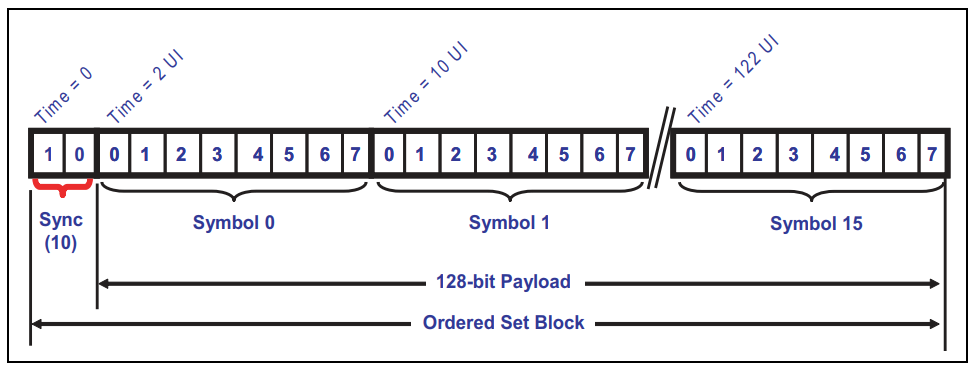 Time = 0
Time = 2 UI
Time = 10 UI
Time = 122 UI
1 0 0 1 2 3 4 5 6 7 0 1 2 3 4 5 6 7 0 1 2 3 4 5 6 7
Sync
(10)
Symbol 0
Symbol 1
Symbol 15
128-bit Payload
Ordered Set Block